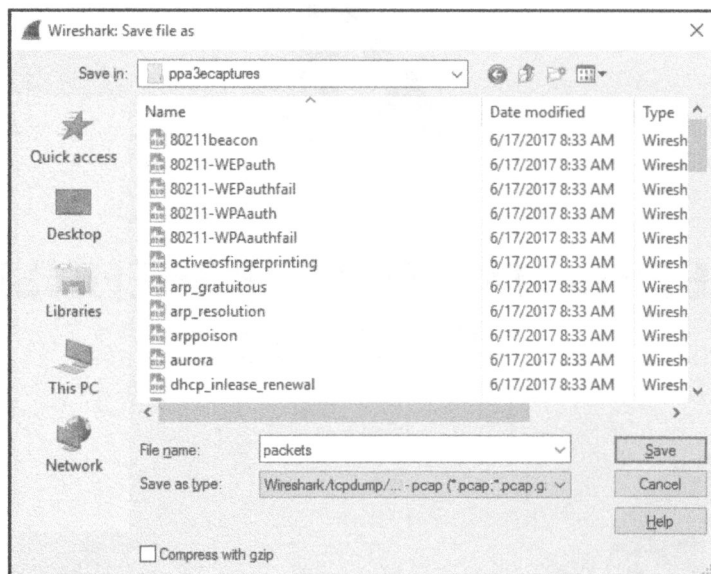 Wireshark: Save file as
Save in: ppa3ecaptures
Quick access
Desktop
Libraries
This PC
Network
Name Date modified Type
80211beacon 6/17/2017 8:33 AM Wiresh
80211-WEPauth 6/17/2017 8:33 AM Wiresh
80211-WEPauthfail 6/17/2017 8:33 AM Wiresh
80211-WPAauth 6/17/2017 8:33 AM Wiresh
80211-WPAauthfail 6/17/2017 8:33 AM Wiresh
activeosfingerprinting 6/17/2017 8:33 AM Wiresh
arp_gratuitous 6/17/2017 8:33 AM Wiresh
arp_resolution 6/17/2017 8:33 AM Wiresh
arppoison 6/17/2017 8:33 AM Wiresh
aurora 6/17/2017 8:33 AM Wiresh
dhcp_inlease_renewal 6/17/2017 8:33 AM Wiresh
File name: packets Save
Save as type: Wireshark/tcpdump/... - pcap (*.pcap;*.pcap.g. Cancel
Help
Compress with gzip